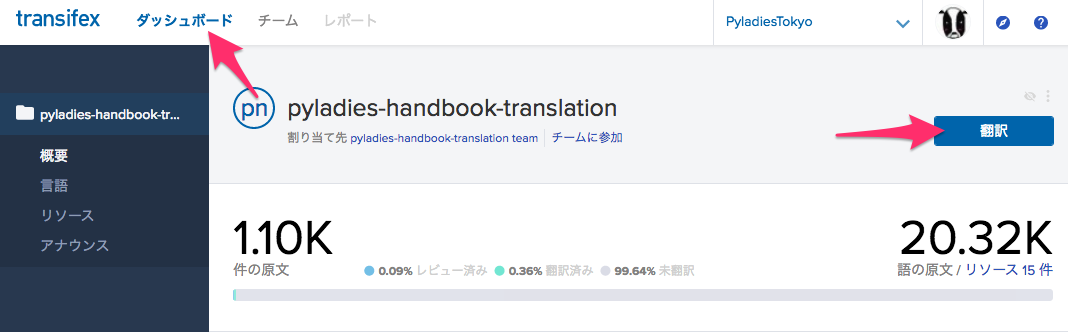 transifex ダッシュボード チーム レポート PyladiesTokyo
pyladies-handbook-tr...
概要
言語
リソース
アナウンス
pn pyladies-handbook-translation
割り当て先 pyladies-handbook-translation team チームに参加
翻訳
1.10K
件の原文
0.09% レビュー済み 0.36% 翻訳済み 99.64% 未翻訳
20.32K
語の原文 / リソース 15 件